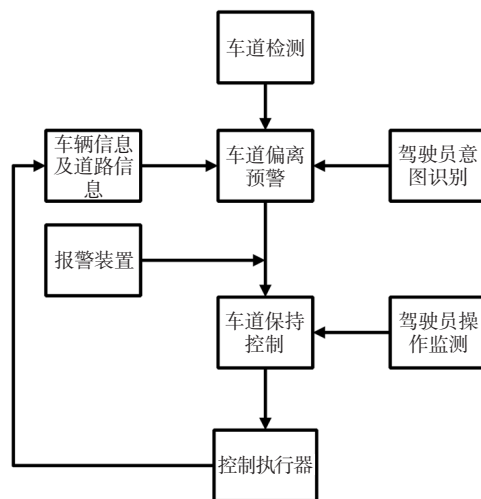 车道检测
车辆信息
及道路信
息
车道偏离
预警
驾驶员意
图识别
报警装置
车道保持
控制
驾驶员操
作监测
控制执行器